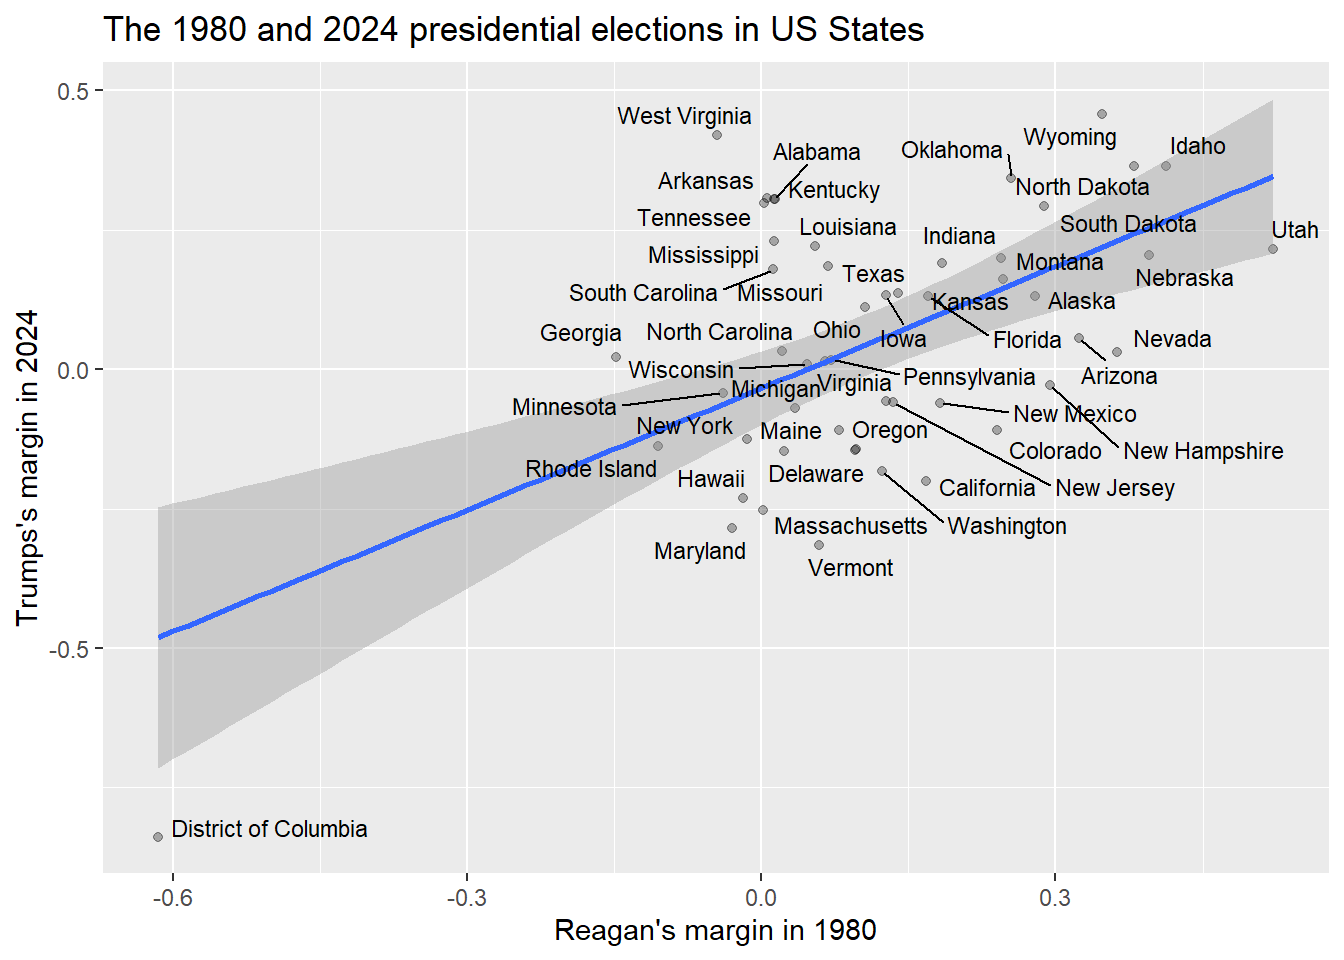 The 1980 and 2024 presidential elections in US States
0.5
West Virginia
Wyoming
Alabama
Oklahoma
Idaho
Arkansas
Kentucky
North Dakota
Tennessee
Louisiana
South Dakota
Utah
Indiana
Mississippi
Texas
Montana
Nebraska
South Carolina
Missouri
Kansas
Alaska
Georgia
North Carolina
Ohio
Iowa
Florida
Nevada
0.0
Wisconsin
Michigan
Virginia
Pennsylvania
Arizona
Minnesota
New Mexico
New York
Maine
Oregon
Colorado
New Hampshire
Rhode Island
Hawaii
Delaware
California
New Jersey
Massachusetts
Washington
Maryland
Vermont
-0.5
District of Columbia
Trumps's margin in 2024
-0.6
-0.3
0.0
0.3
Reagan's margin in 1980